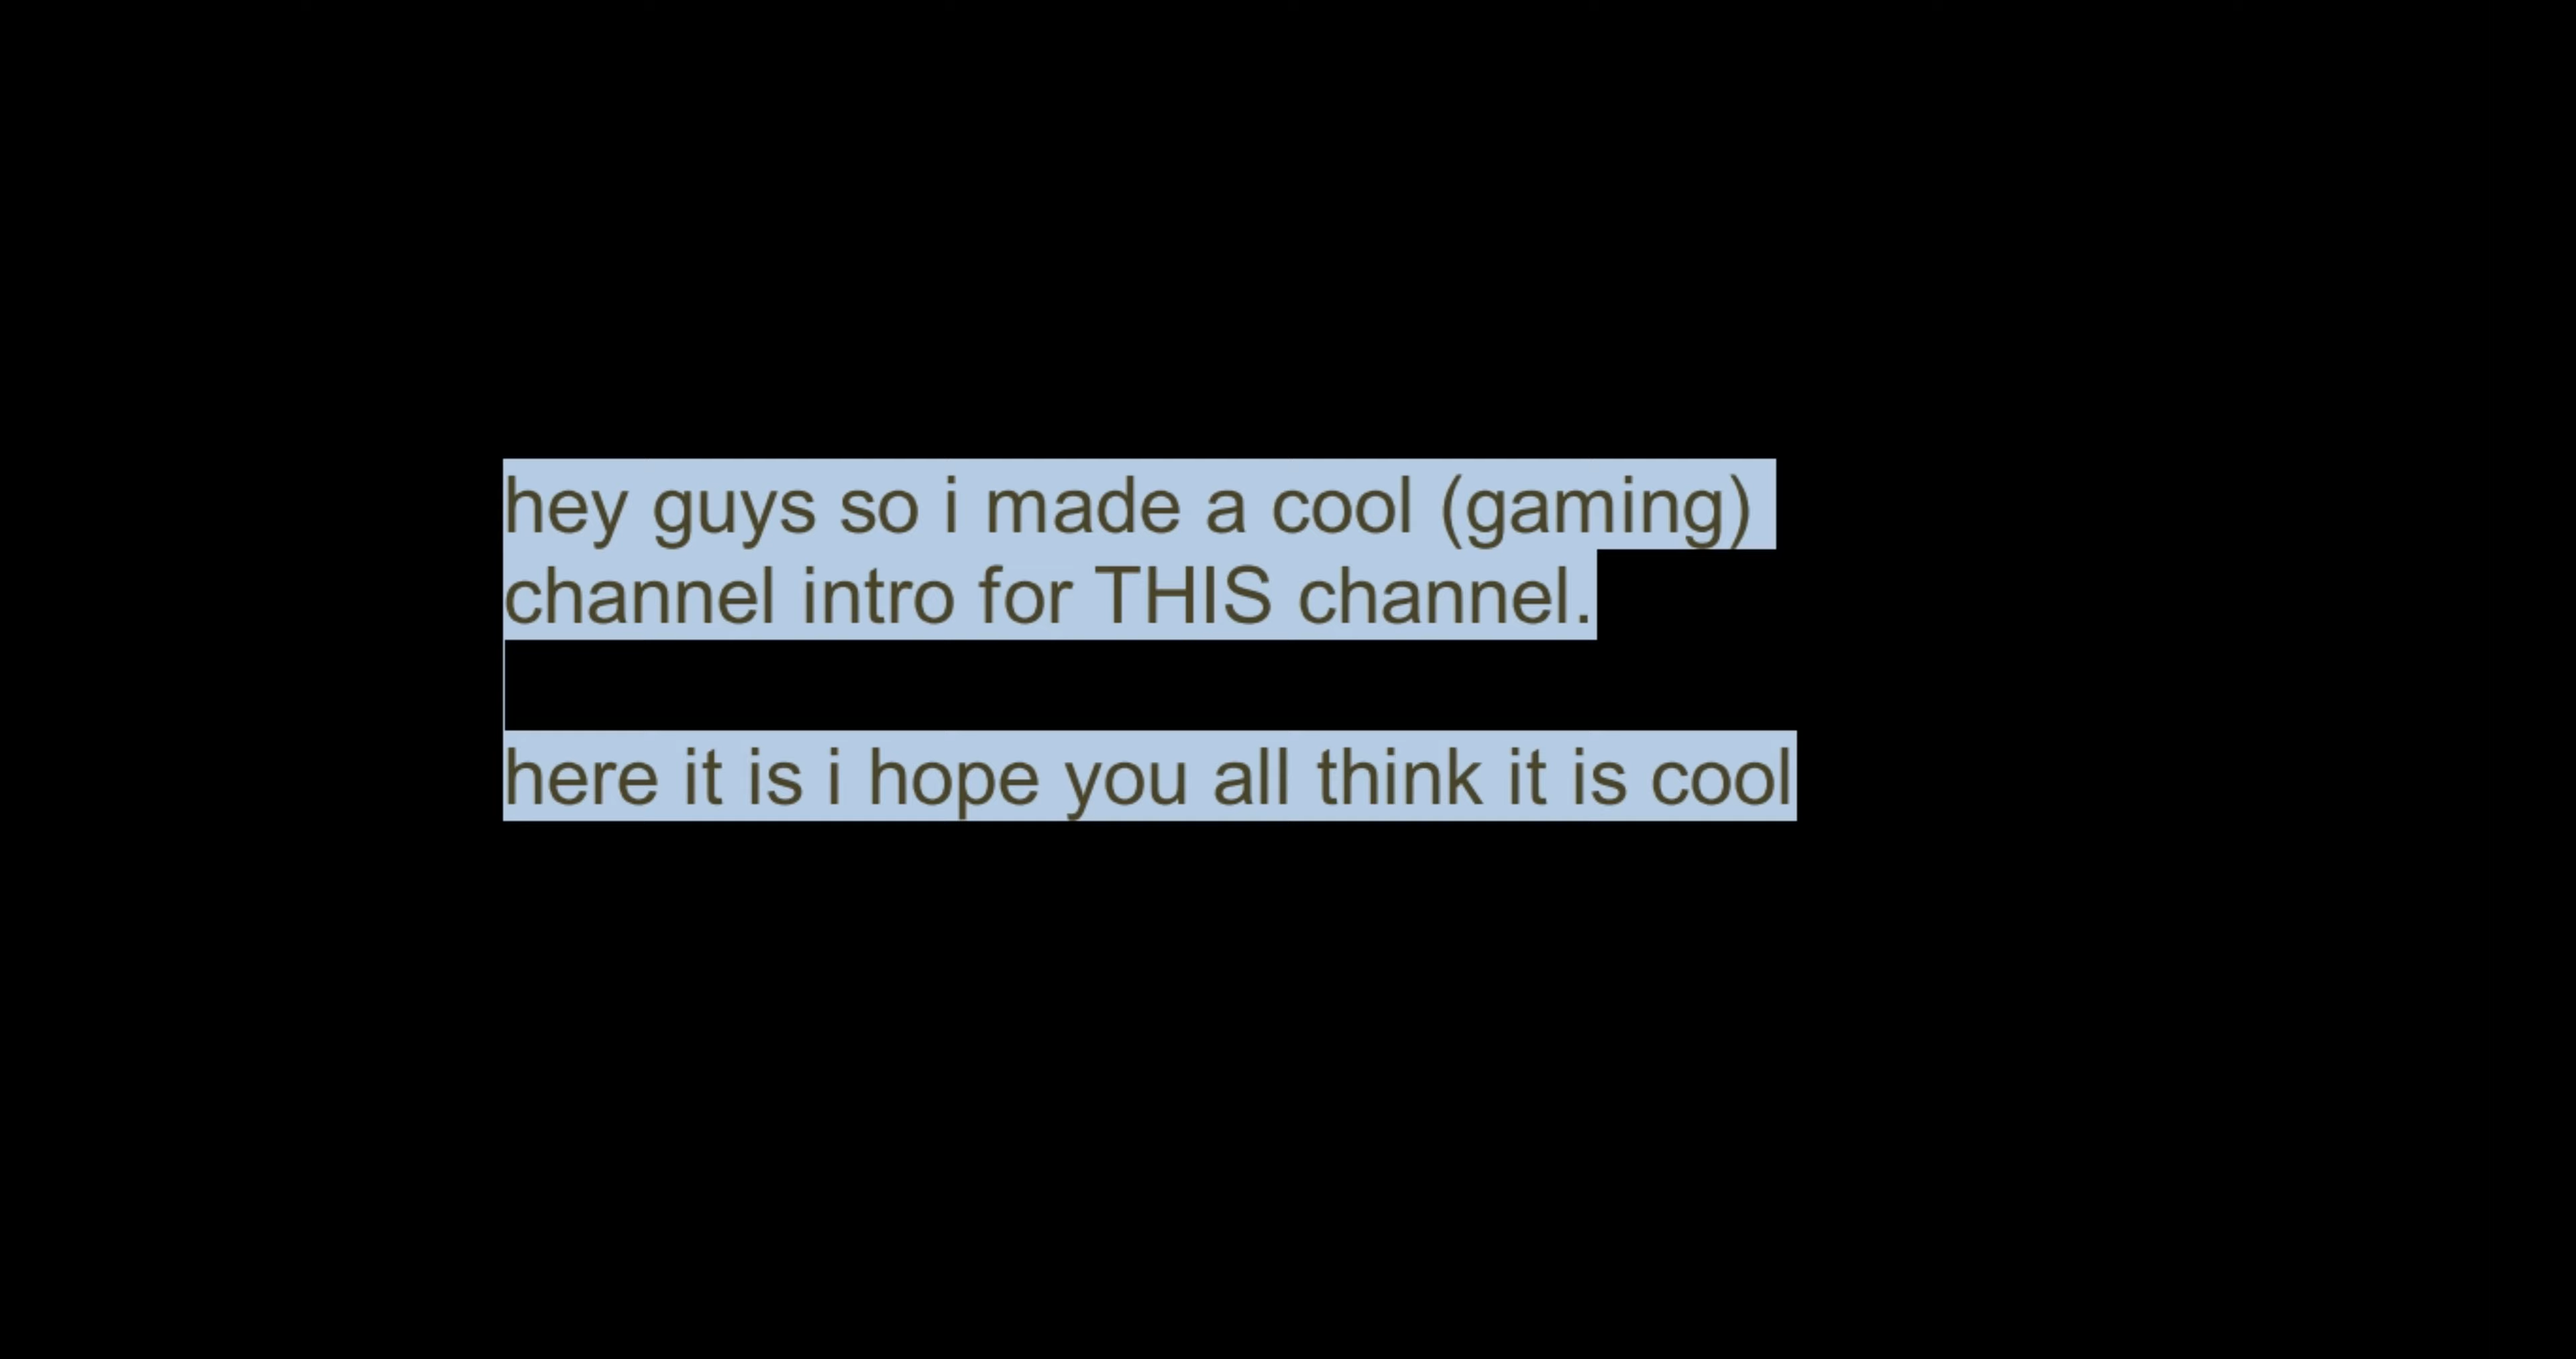 hey guys so i made a cool (gaming)
channel intro for THIS channel.
here it is i hope you all think it is cool